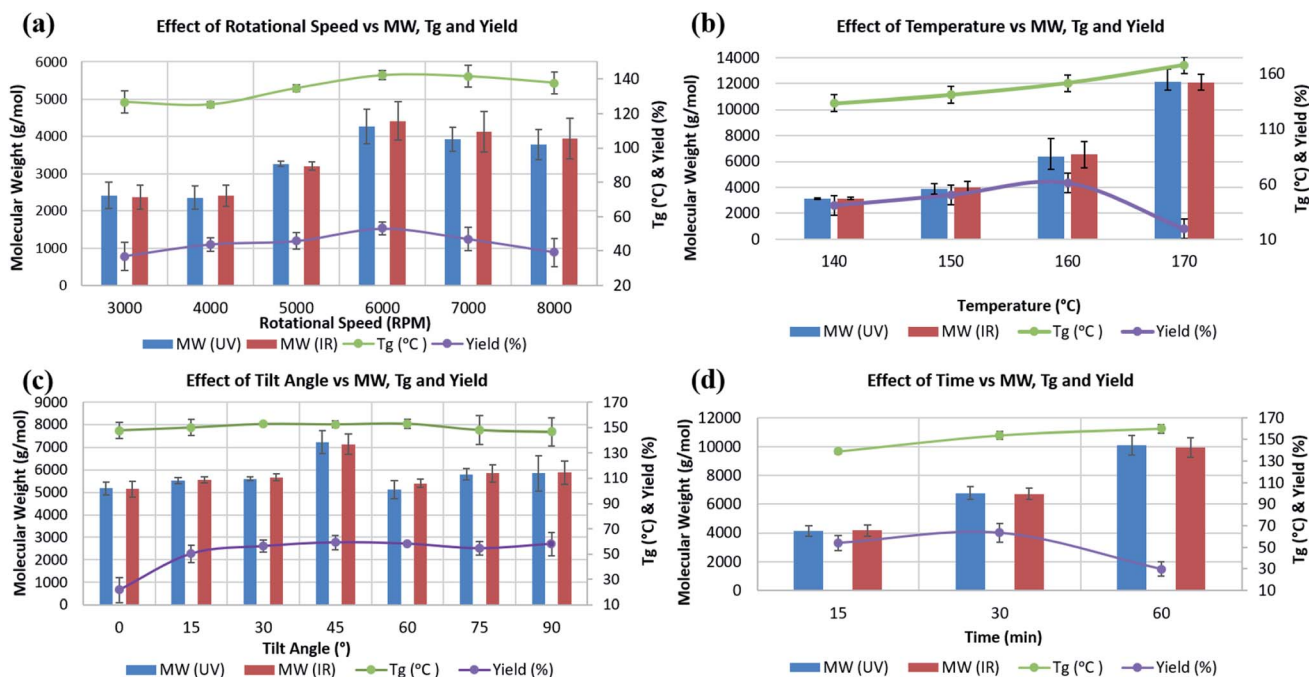 (a)
Effect of Rotational Speed vs MW, Tg and Yield
Molecular Weight (g/mol)
6000
5000
4000
3000
2000
1000
0
140
120
100
80
60
40
20
Tg (°C) & Yield (%)
3000 4000 5000 6000 7000 8000
Rotational Speed (RPM)
MW (UV) MW (IR) Tg (°C ) Yield (%)
(b)
Effect of Temperature vs MW, Tg and Yield
Molecular Weight (g/mol)
14000
12000
10000
8000
6000
4000
2000
0
160
110
60
10
Tg (°C) & Yield (%)
140 150 160 170
Temperature (°C)
MW (UV) MW (IR) Tg (°C ) Yield (%)
(c)
Effect of Tilt Angle vs MW, Tg and Yield
Molecular Weight (g/mol)
9000
8000
7000
6000
5000
4000
3000
2000
1000
0
170
150
130
110
90
70
50
30
10
Tg (°C) & Yield (%)
0 15 30 45 60 75 90
Tilt Angle (°)
MW (UV) MW (IR) Tg (°C ) Yield (%)
(d)
Effect of Time vs MW, Tg and Yield
Molecular Weight (g/mol)
12000
10000
8000
6000
4000
2000
0
170
150
130
110
90
70
50
30
10
Tg (°C) & Yield (%)
15 30 60
Time (min)
MW (UV) MW (IR) Tg (°C ) Yield (%)